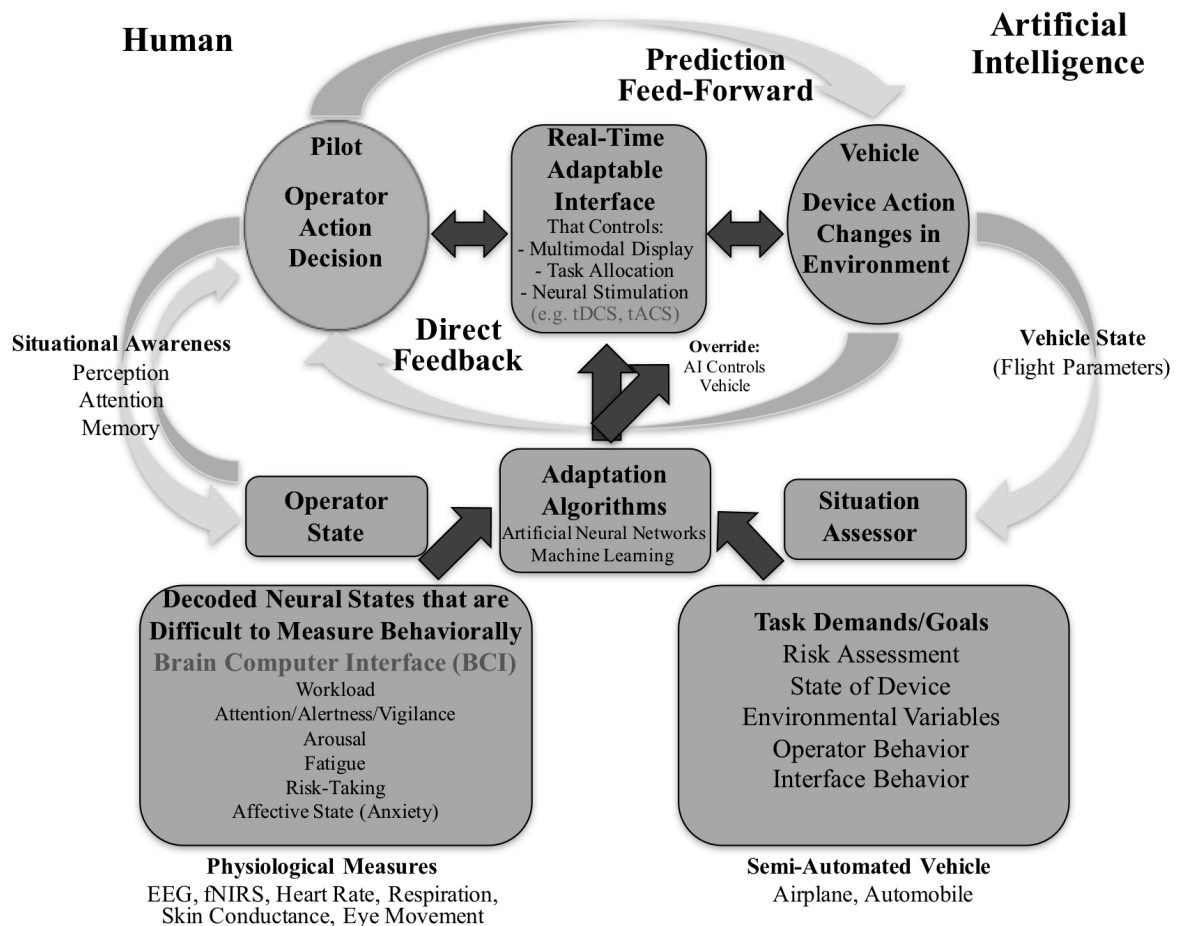 Human
Artificial
Intelligence
Prediction
Feed-Forward
Pilot
Operator
Action
Decision
Real-Time
Adaptable
Interface
That Controls:
- Multimodal Display
- Task Allocation
- Neural Stimulation
(e.g. tDCS, tACS)
Vehicle
Device Action
Changes in
Environment
Situational Awareness
Perception
Attention
Memory
Direct
Feedback
Override:
AI Controls
Vehicle
Vehicle State
(Flight Parameters)
Operator
State
Adaptation
Algorithms
Artificial Neural Networks
Machine Learning
Situation
Assessor
Decoded Neural States that are
Difficult to Measure Behaviorally
Brain Computer Interface (BCI)
Workload
Attention/Alertness/Vigilance
Arousal
Fatigue
Risk-Taking
Affective State (Anxiety)
Task Demands/Goals
Risk Assessment
State of Device
Environmental Variables
Operator Behavior
Interface Behavior
Physiological Measures
EEG, fNIRS, Heart Rate, Respiration,
Skin Conductance, Eye Movement
Semi-Automated Vehicle
Airplane, Automobile